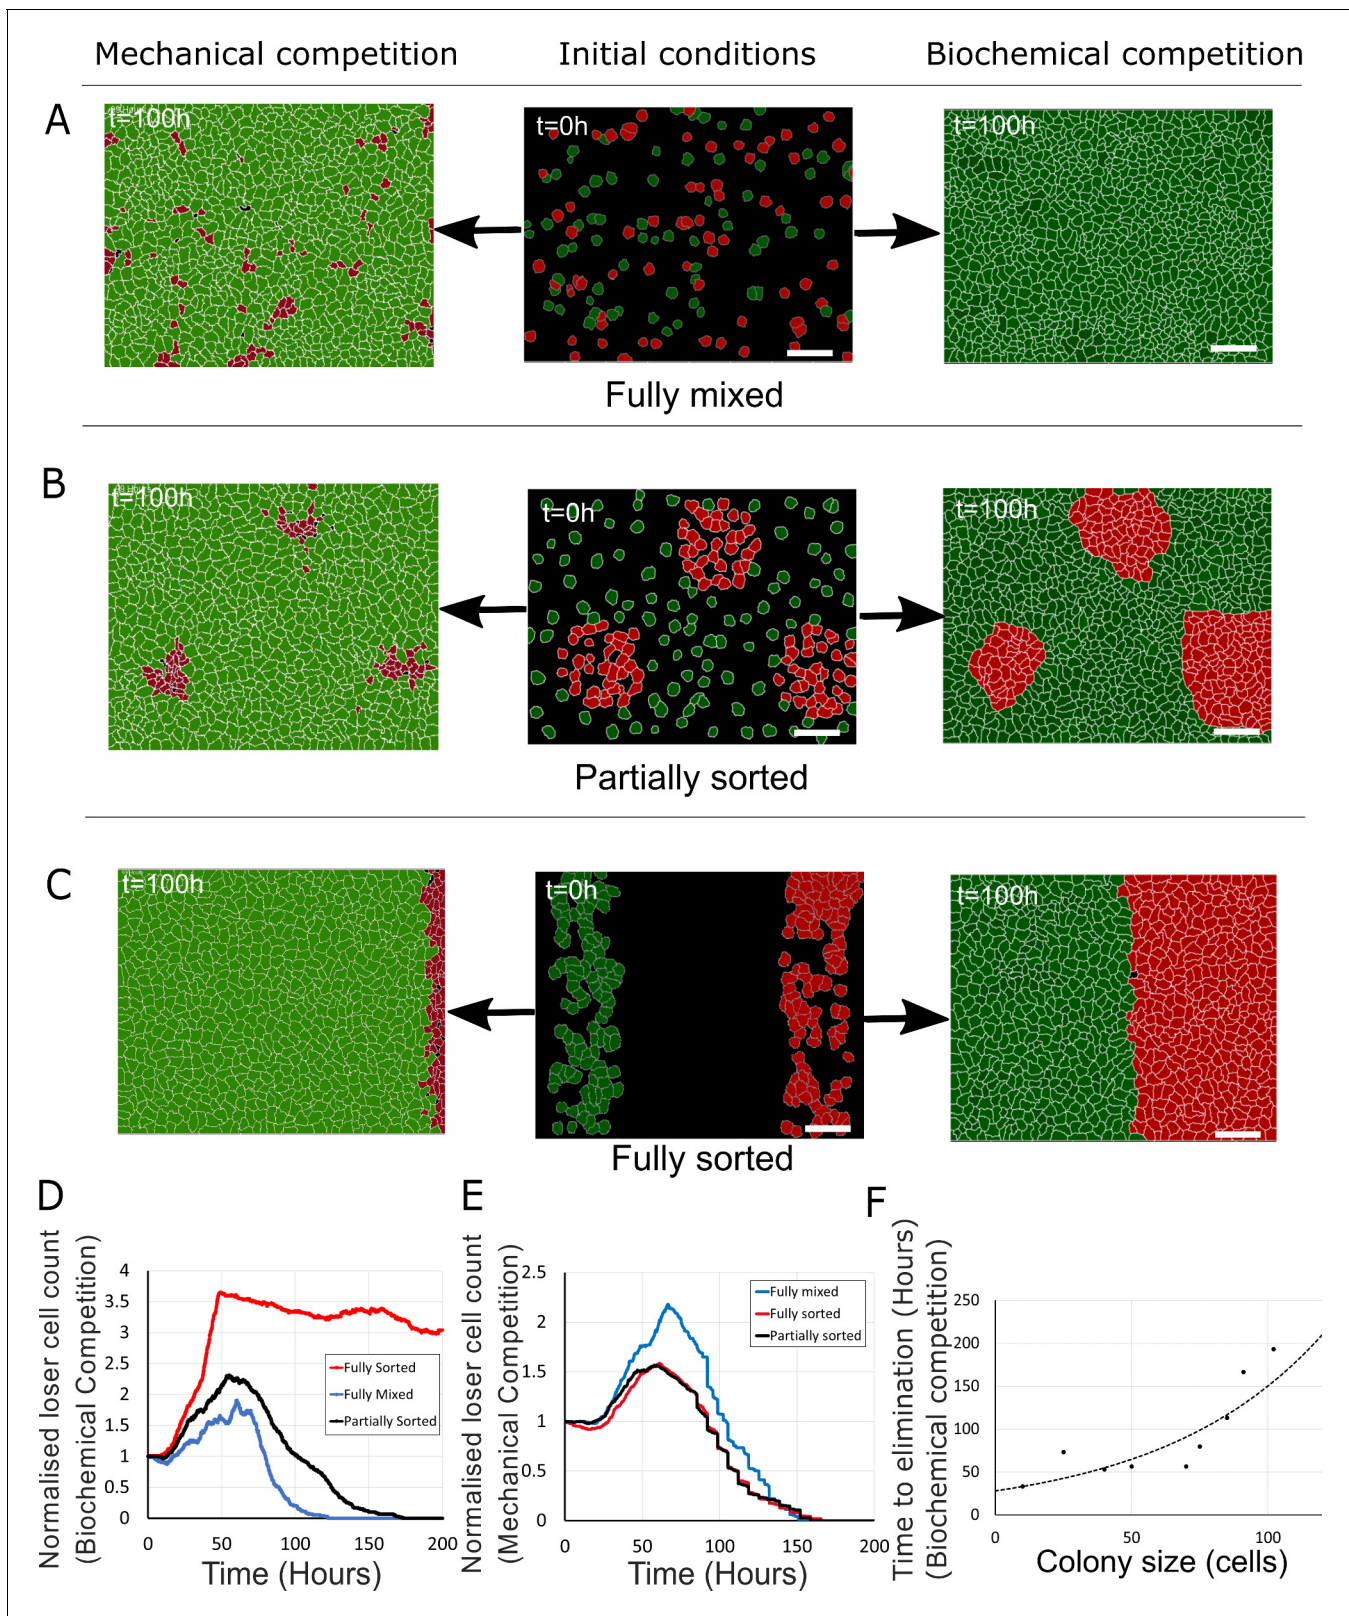 Mechanical competition
Initial conditions
Biochemical competition
A
t=100h
t=0h
t=100h
Fully mixed
B
t=100h
t=0h
t=100h
Partially sorted
C
t=100h
t=0h
t=100h
Fully sorted
D
Normalised loser cell count
(Biochemical Competition)
4
3.5
3
2.5
2
1.5
1
0.5
0
0
50
100
150
200
Time (Hours)
Fully Sorted
Fully Mixed
Partially Sorted
E
Normalised loser cell count
(Mechanical Competition)
2.5
2
1.5
1
0.5
0
0
50
100
150
200
Time (Hours)
Fully mixed
Fully sorted
Partially sorted
F
Time to elimination (Hours)
(Biochemical competition)
250
200
150
100
50
0
0
50
100
Colony size (cells)